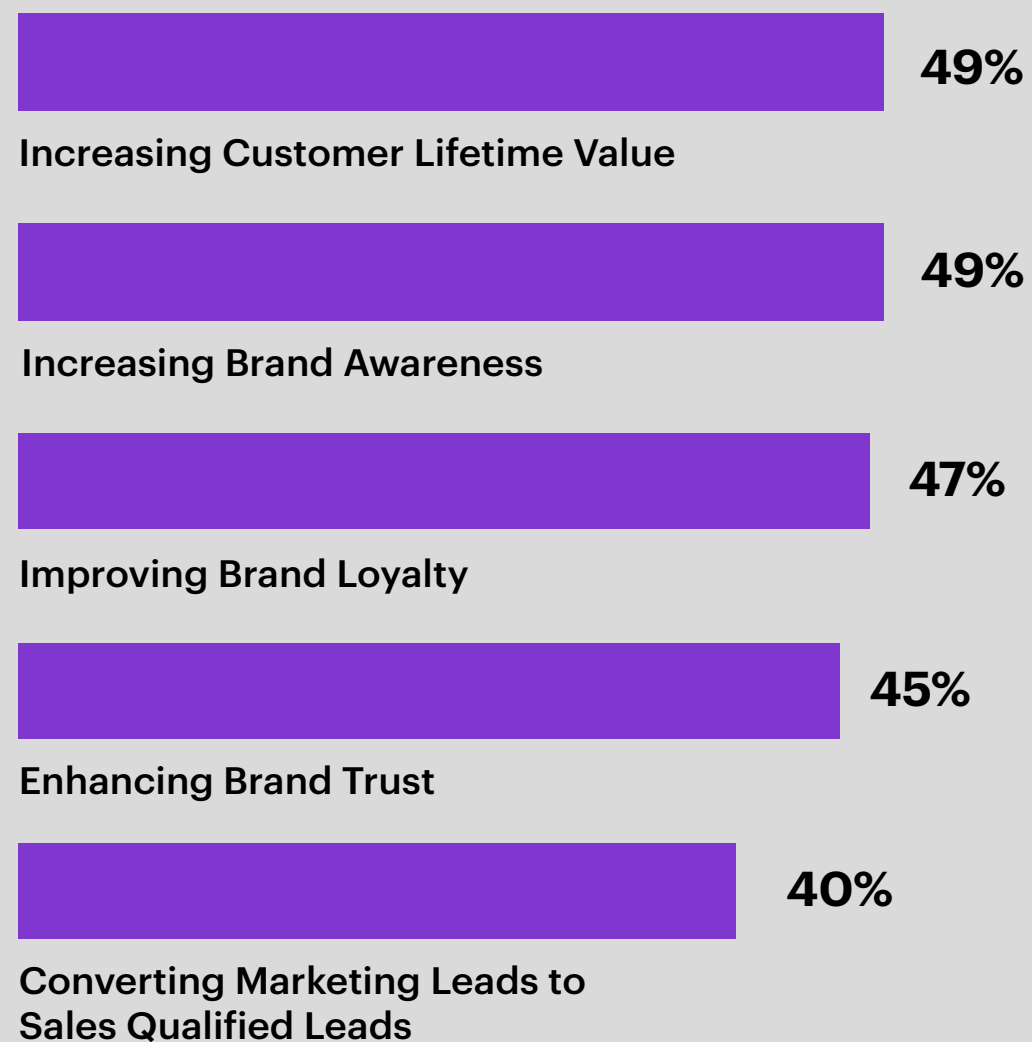 49%
Increasing Customer Lifetime Value
49%
Increasing Brand Awareness
47%
Improving Brand Loyalty
45%
Enhancing Brand Trust
40%
Converting Marketing Leads to
Sales Qualified Leads